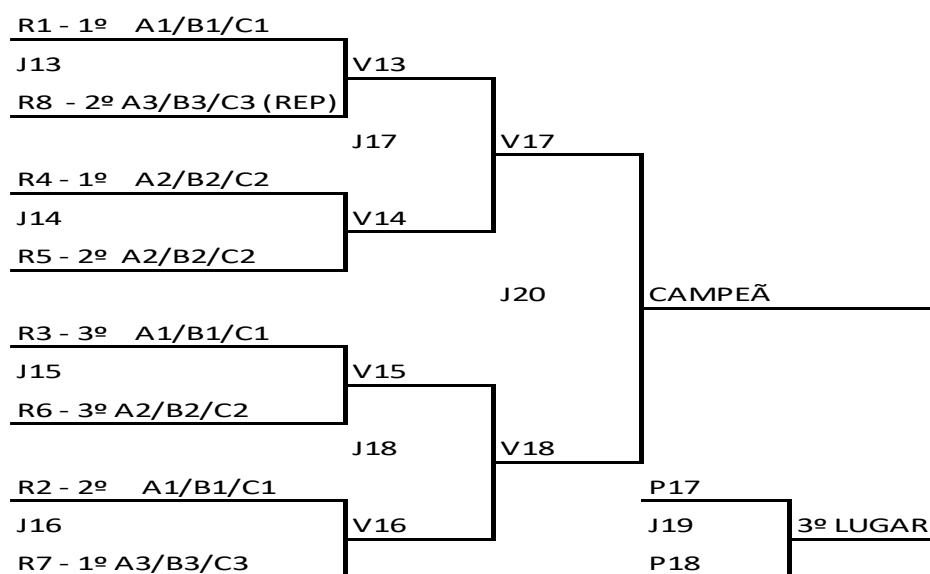 R1 - 1º A1/B1/C1
J13
V13
R8 - 2º A3/B3/C3 (REP)
J17
V17
R4 - 1º A2/B2/C2
J14
V14
R5 - 2º A2/B2/C2
J20
CAMPEÃ
R3 - 3º A1/B1/C1
J15
V15
R6 - 3º A2/B2/C2
J18
V18
R2 - 2º A1/B1/C1
P17
J16
V16
J19
3º LUGAR
R7 - 1º A3/B3/C3
P18